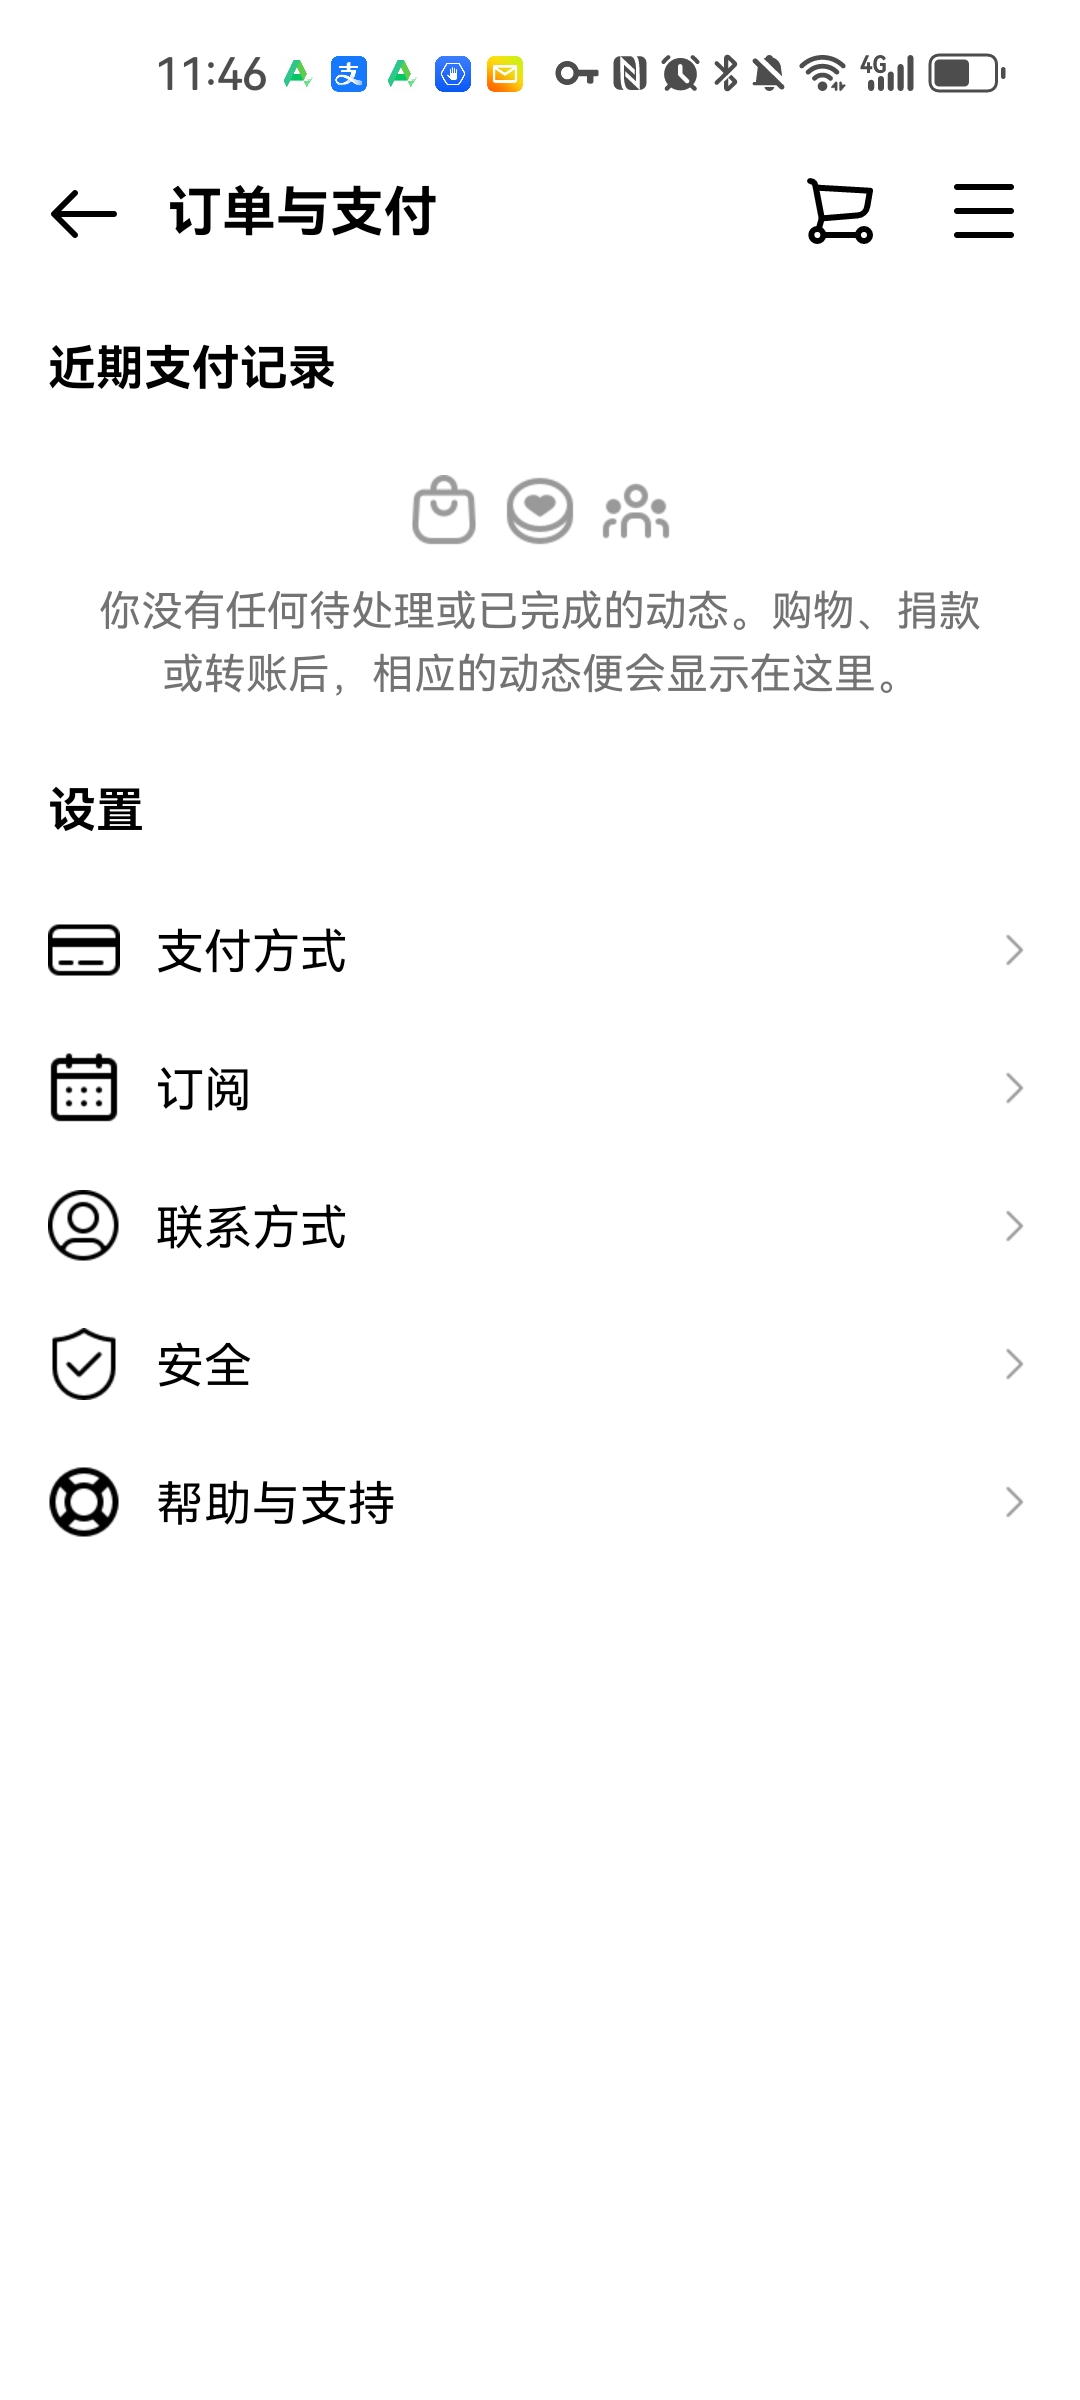 11:46 支 4G
订单与支付
近期支付记录
你没有任何待处理或已完成的动态。购物、捐款
或转账后，相应的动态便会显示在这里。
设置
支付方式
订阅
联系方式
安全
帮助与支持